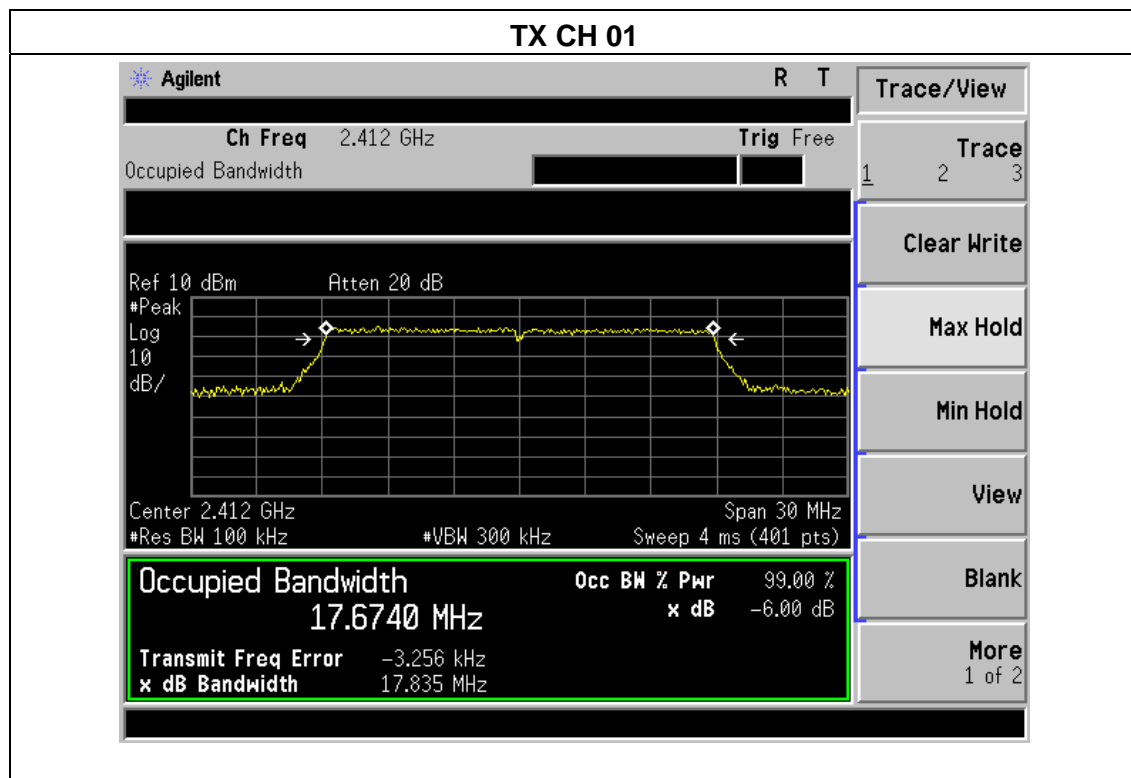 TX CH 01
Agilent R T
Ch Freq 2.412 GHz Trig Free
Occupied Bandwidth
Ref 10 dBm Atten 20 dB
#Peak
Log
10
dB/
Center 2.412 GHz Span 30 MHz
#Res BW 100 kHz #VBW 300 kHz Sweep 4 ms (401 pts)
Occupied Bandwidth
17.6740 MHz
Occ BW % Pwr 99.00 %
x dB -6.00 dB
Transmit Freq Error -3.256 kHz
x dB Bandwidth 17.835 MHz
Trace/View
Trace
1 2 3
Clear Write
Max Hold
Min Hold
View
Blank
More
1 of 2